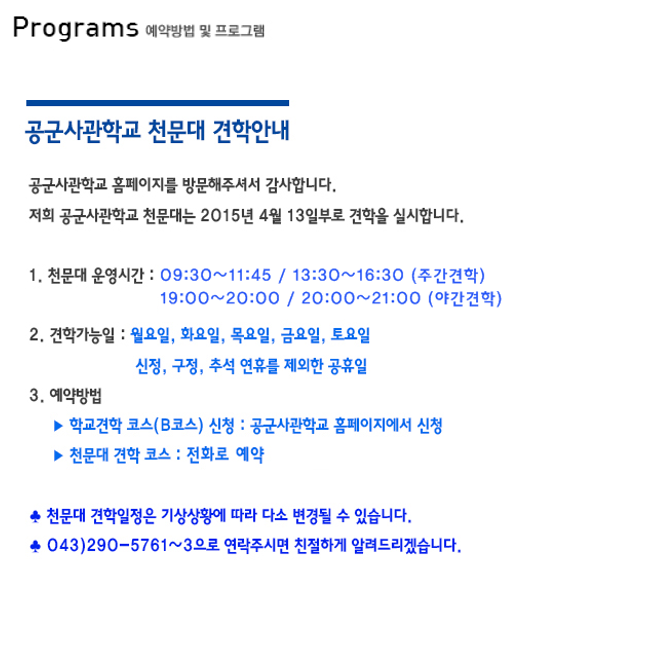 Programs 예약방법 및 프로그램
공군사관학교 천문대 견학안내
공군사관학교 홈페이지를 방문해주셔서 감사합니다.
저희 공군사관학교 천문대는 2015년 4월 13일부로 견학을 실시합니다.
1. 천문대 운영시간 : 09:30~11:45 / 13:30~16:30 (주간견학)
19:00~20:00 / 20:00~21:00 (야간견학)
2. 견학가능일 : 월요일, 화요일, 목요일, 금요일, 토요일
신정, 구정, 추석 연휴를 제외한 공휴일
3. 예약방법
▶ 학교견학 코스(B코스) 신청 : 공군사관학교 홈페이지에서 신청
▶ 천문대 견학 코스 : 전화로 예약
♣ 천문대 견학일정은 기상상황에 따라 다소 변경될 수 있습니다.
♣ 043)290-5761~3으로 연락주시면 친절하게 알려드리겠습니다.